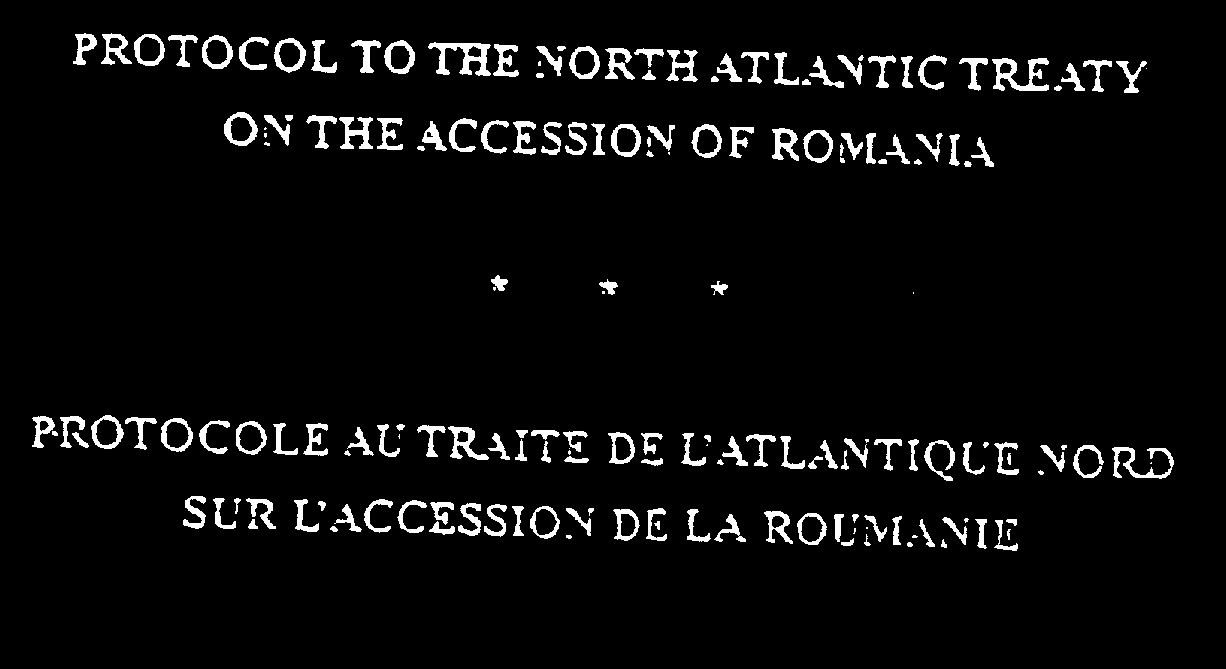 PROTOCOL TO THE NORTH ATLANTIC TREATY
ON THE ACCESSION OF ROMANIA
* * *
PROTOCOLE AU TRAITE DE L'ATLANTIQUE NORD
SUR L'ACCESSION DE LA ROUMANIE